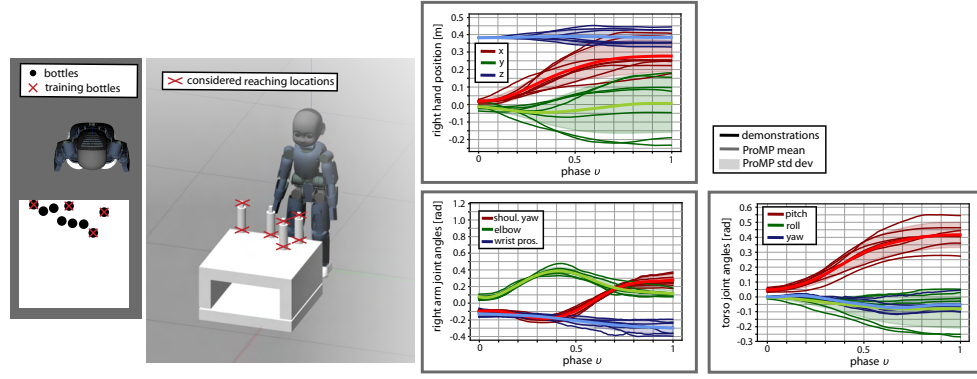 bottles
training bottles
considered reaching locations
right hand position [m]
0.5
0.4
0.3
0.2
0.1
0.0
-0.1
-0.2
x
y
z
0
0.5
1
phase υ
demonstrations
ProMP mean
ProMP std dev
right arm joint angles [rad]
1.2
1.0
0.8
0.6
0.4
0.2
0.0
-0.2
-0.4
shoul. yaw
elbow
wrist pros.
0
0.5
1
phase υ
torso joint angles [rad]
0.6
0.5
0.4
0.3
0.2
0.1
0.0
-0.1
-0.2
-0.3
pitch
roll
yaw
0
0.5
1
phase υ